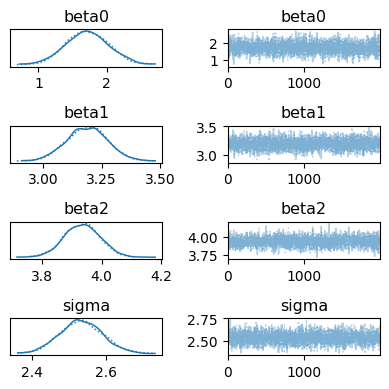 beta0 beta0
2
1
1 2 0 1000
beta1 beta1
3.5
3.0
3.00 3.25 3.50 0 1000
beta2 beta2
4.00
3.75
3.8 4.0 4.2 0 1000
sigma sigma
2.75
2.50
2.4 2.6 0 1000